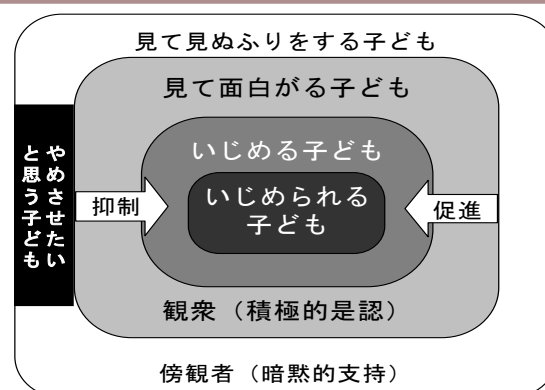 見て見ぬふりをする子ども
見て面白がる子ども
いじめる子ども
いじめられる
子ども
やめさせたい
と思う子ども
抑制
促進
観衆（積極的是認）
傍観者（暗黙的支持）